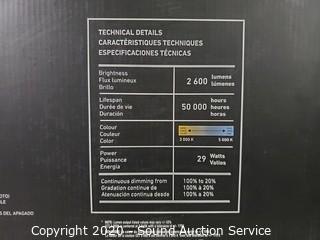 TECHNICAL DETAILS
CARACTÉRISTIQUES TECHNIQUES
ESPECIFICACIONES TÉCNICAS
Brightness
Flux lumineux
Brillo
2 600 lumens
lumens
lúmenes
Lifespan
Durée de vie
Duración
50 000 hours
heures
horas
Colour
Couleur
Color
3 000 K
5 000 K
Power
Puissance
Energía
29 Watts
Vatios
Continuous dimming from 100% to 20%
Gradation continue de 100% à 20%
Atenuación continua desde 100% a 20%
S DEL APAGADO
Copyright 2020 - Sound Auction Service